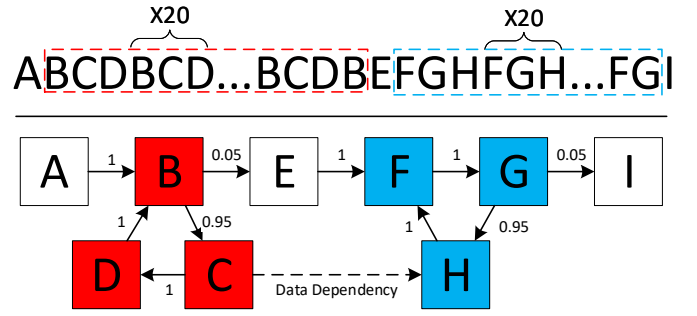 X20 X20
ABCDBCD...BCDBEFGHFGH...FGI
A 1 B 0.05 E 1 F 1 G 0.05 I
1 0.95 1 0.95
D 1 C Data Dependency H